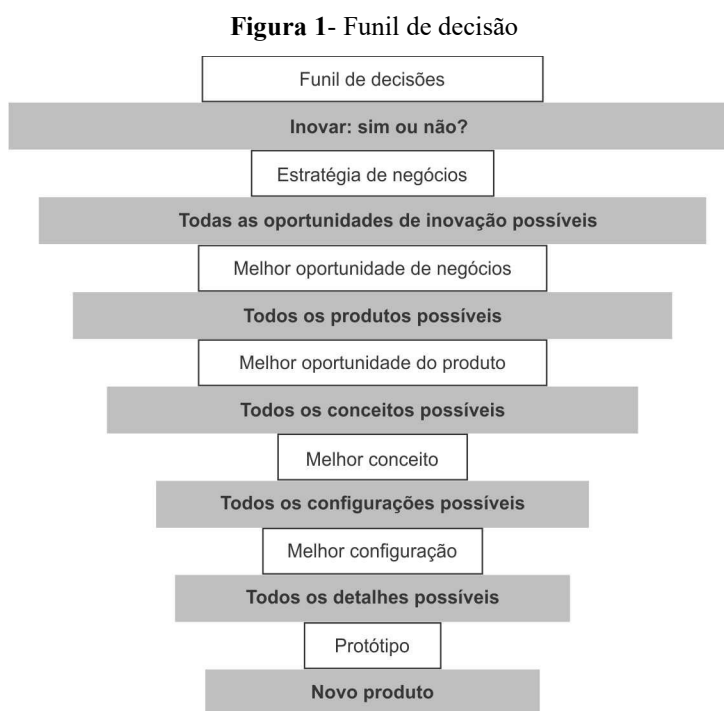 Figura 1- Funil de decisão
Funil de decisões
Inovar: sim ou não?
Estratégia de negócios
Todas as oportunidades de inovação possíveis
Melhor oportunidade de negócios
Todos os produtos possíveis
Melhor oportunidade do produto
Todos os conceitos possíveis
Melhor conceito
Todos os configurações possíveis
Melhor configuração
Todos os detalhes possíveis
Protótipo
Novo produto